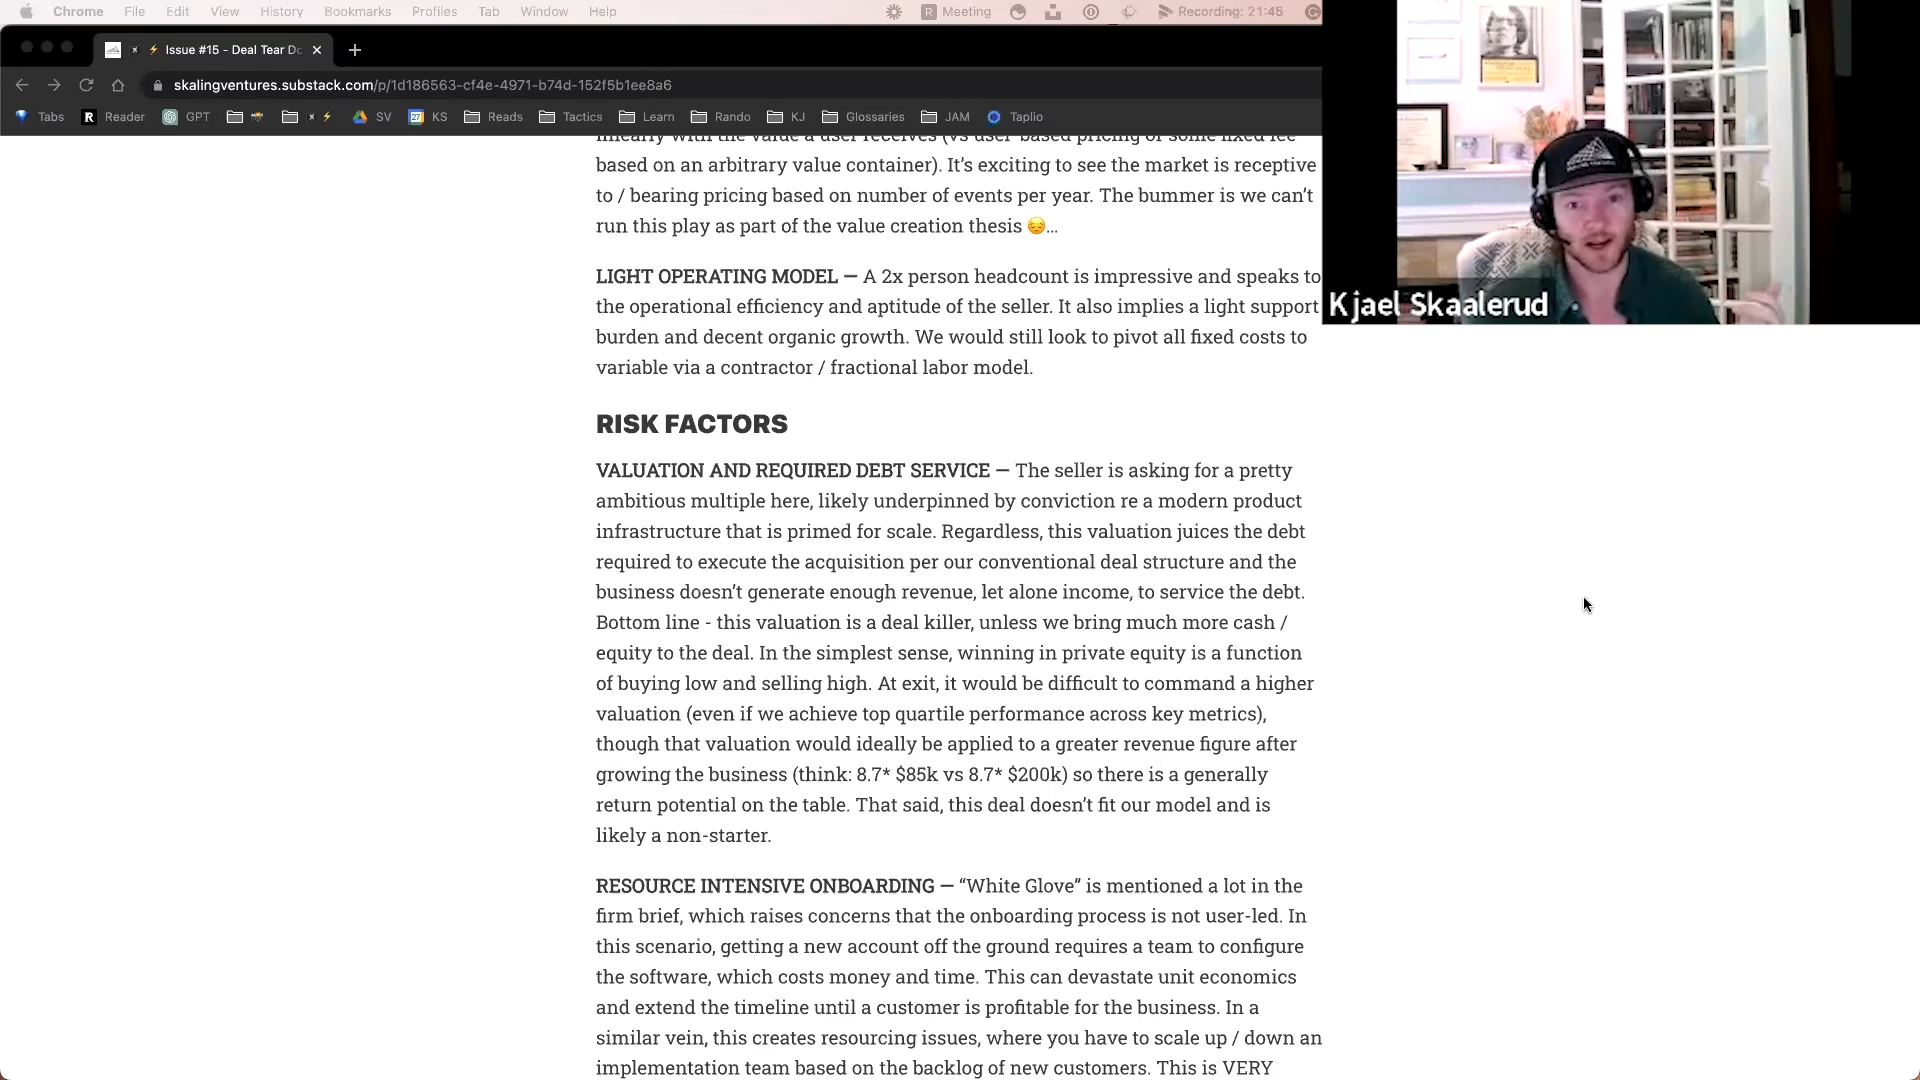 Chrome File Edit View History Bookmarks Profiles Tab Window Help Meeting Recording: 21:45
Issue #15 - Deal Tear Do
skalingventures.substack.com/p/1d186563-cf4e-4971-b74d-152f5b1ee8a6
Tabs Reader GPT SV KS Reads Tactics Learn Rando KJ Glossaries JAM Taplio
linearly with the value a user receives (vs user-based pricing or some fixed fee
based on an arbitrary value container). It’s exciting to see the market is receptive
to / bearing pricing based on number of events per year. The bummer is we can’t
run this play as part of the value creation thesis 😔...
LIGHT OPERATING MODEL — A 2x person headcount is impressive and speaks to
the operational efficiency and aptitude of the seller. It also implies a light support
burden and decent organic growth. We would still look to pivot all fixed costs to
variable via a contractor / fractional labor model.
Kjael Skaalerud
RISK FACTORS
VALUATION AND REQUIRED DEBT SERVICE — The seller is asking for a pretty
ambitious multiple here, likely underpinned by conviction re a modern product
infrastructure that is primed for scale. Regardless, this valuation juices the debt
required to execute the acquisition per our conventional deal structure and the
business doesn’t generate enough revenue, let alone income, to service the debt.
Bottom line - this valuation is a deal killer, unless we bring much more cash /
equity to the deal. In the simplest sense, winning in private equity is a function
of buying low and selling high. At exit, it would be difficult to command a higher
valuation (even if we achieve top quartile performance across key metrics),
though that valuation would ideally be applied to a greater revenue figure after
growing the business (think: 8.7* $85k vs 8.7* $200k) so there is a generally
return potential on the table. That said, this deal doesn’t fit our model and is
likely a non-starter.
RESOURCE INTENSIVE ONBOARDING — “White Glove” is mentioned a lot in the
firm brief, which raises concerns that the onboarding process is not user-led. In
this scenario, getting a new account off the ground requires a team to configure
the software, which costs money and time. This can devastate unit economics
and extend the timeline until a customer is profitable for the business. In a
similar vein, this creates resourcing issues, where you have to scale up / down an
implementation team based on the backlog of new customers. This is VERY